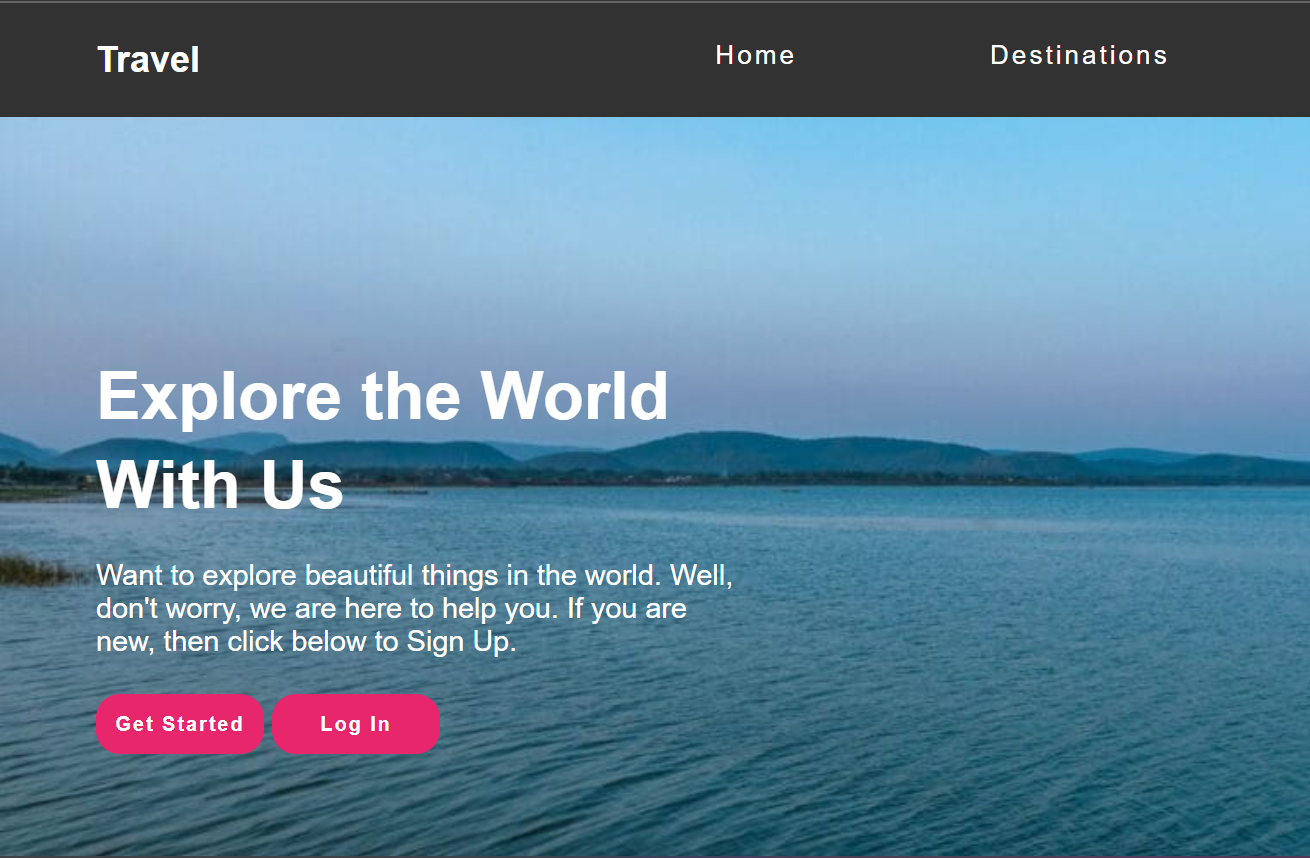 Travel
Home
Destinations
Explore the World
With Us
Want to explore beautiful things in the world. Well,
don't worry, we are here to help you. If you are
new, then click below to Sign Up.
Get Started
Log In